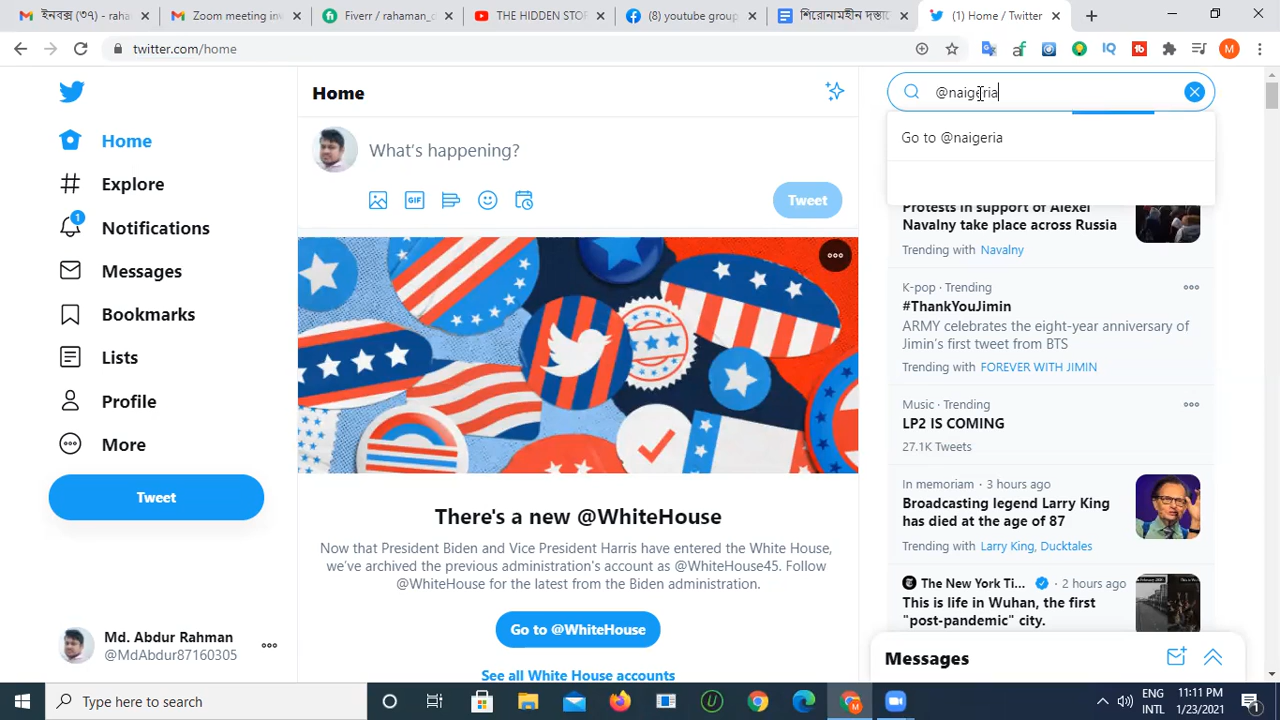 ইনবক্স (৩৭) - rahar
Zoom meeting inv
Fiverr / rahaman_c
THE HIDDEN STOR
(8) youtube group
শিরোনামহীন দস্তাবে
(1) Home / Twitter
twitter.com/home
Home
@naigeria
Go to @naigeria
What's happening?
Tweet
Home
Explore
1
Notifications
Messages
Bookmarks
Lists
Profile
More
Tweet
Md. Abdur Rahman
@MdAbdur87160305
There's a new @WhiteHouse
Now that President Biden and Vice President Harris have entered the White House,
we've archived the previous administration's account as @WhiteHouse45. Follow
@WhiteHouse for the latest from the Biden administration.
Go to @WhiteHouse
See all White House accounts
Protests in support of Alexei
Navalny take place across Russia
Trending with Navalny
K-pop · Trending
#ThankYouJimin
ARMY celebrates the eight-year anniversary of
Jimin's first tweet from BTS
Trending with FOREVER WITH JIMIN
Music · Trending
LP2 IS COMING
27.1K Tweets
In memoriam · 3 hours ago
Broadcasting legend Larry King
has died at the age of 87
Trending with Larry King, Ducktales
The New York Ti... · 2 hours ago
This is life in Wuhan, the first
"post-pandemic" city.
Messages
Type here to search
ENG
INTL
11:11 PM
1/23/2021